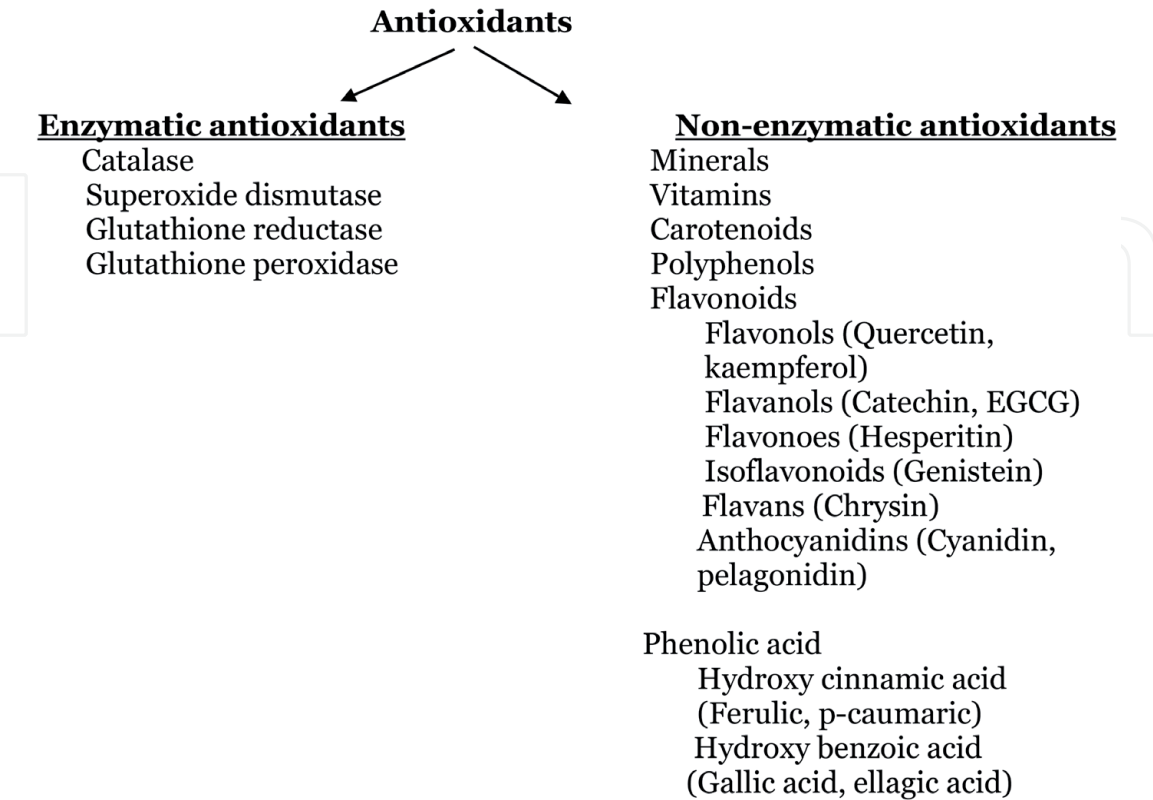 Antioxidants
Enzymatic antioxidants
Catalase
Superoxide dismutase
Glutathione reductase
Glutathione peroxidase
Non-enzymatic antioxidants
Minerals
Vitamins
Carotenoids
Polyphenols
Flavonoids
Flavonols (Quercetin,
kaempferol)
Flavanols (Catechin, EGCG)
Flavonoes (Hesperitin)
Isoflavonoids (Genistein)
Flavans (Chrysin)
Anthocyanidins (Cyanidin,
pelagonidin)
Phenolic acid
Hydroxy cinnamic acid
(Ferulic, p-caumaric)
Hydroxy benzoic acid
(Gallic acid, ellagic acid)